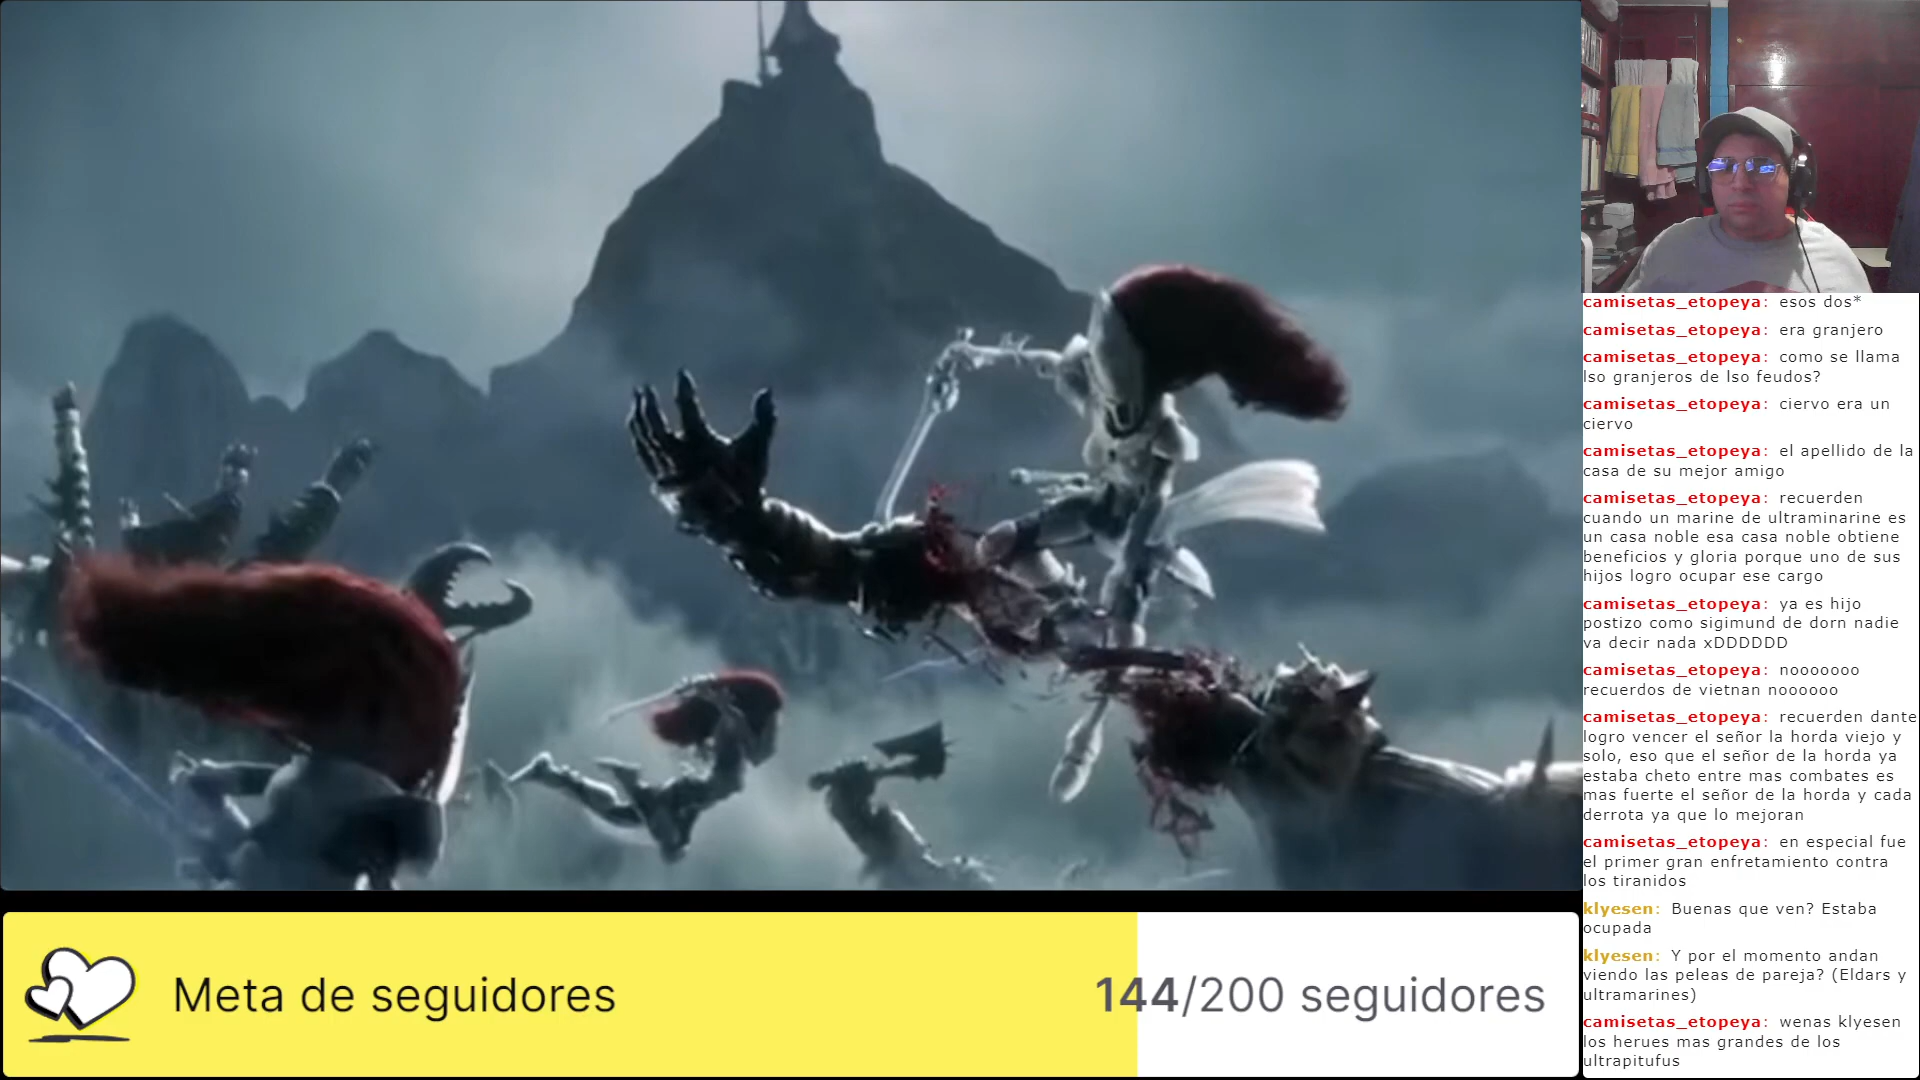 camisetas_etopeya: esos dos*
camisetas_etopeya: era granjero
camisetas_etopeya: como se llama
lso granjeros de lso feudos?
camisetas_etopeya: ciervo era un
ciervo
camisetas_etopeya: el apellido de la
casa de su mejor amigo
camisetas_etopeya: recuerden
cuando un marine de ultraminarine es
un casa noble esa casa noble obtiene
beneficios y gloria porque uno de sus
hijos logro ocupar ese cargo
camisetas_etopeya: ya es hijo
postizo como sigimund de dorn nadie
va decir nada xDDDDDD
camisetas_etopeya: nooooooo
recuerdos de vietnan noooooo
camisetas_etopeya: recuerden dante
logro vencer el señor la horda viejo y
solo, eso que el señor de la horda ya
estaba cheto entre mas combates es
mas fuerte el señor de la horda y cada
derrota ya que lo mejoran
camisetas_etopeya: en especial fue
el primer gran enfretamiento contra
los tiranidos
klyesen: Buenas que ven? Estaba
ocupada
klyesen: Y por el momento andan
viendo las peleas de pareja? (Eldars y
ultramarines)
camisetas_etopeya: wenas klyesen
los herues mas grandes de los
ultrapitufus
Meta de seguidores
144/200 seguidores